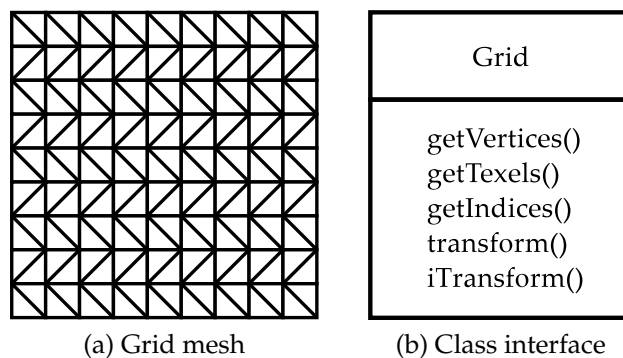 Grid
getVertices()
getTexels()
getIndices()
transform()
iTransform()
(a) Grid mesh
(b) Class interface